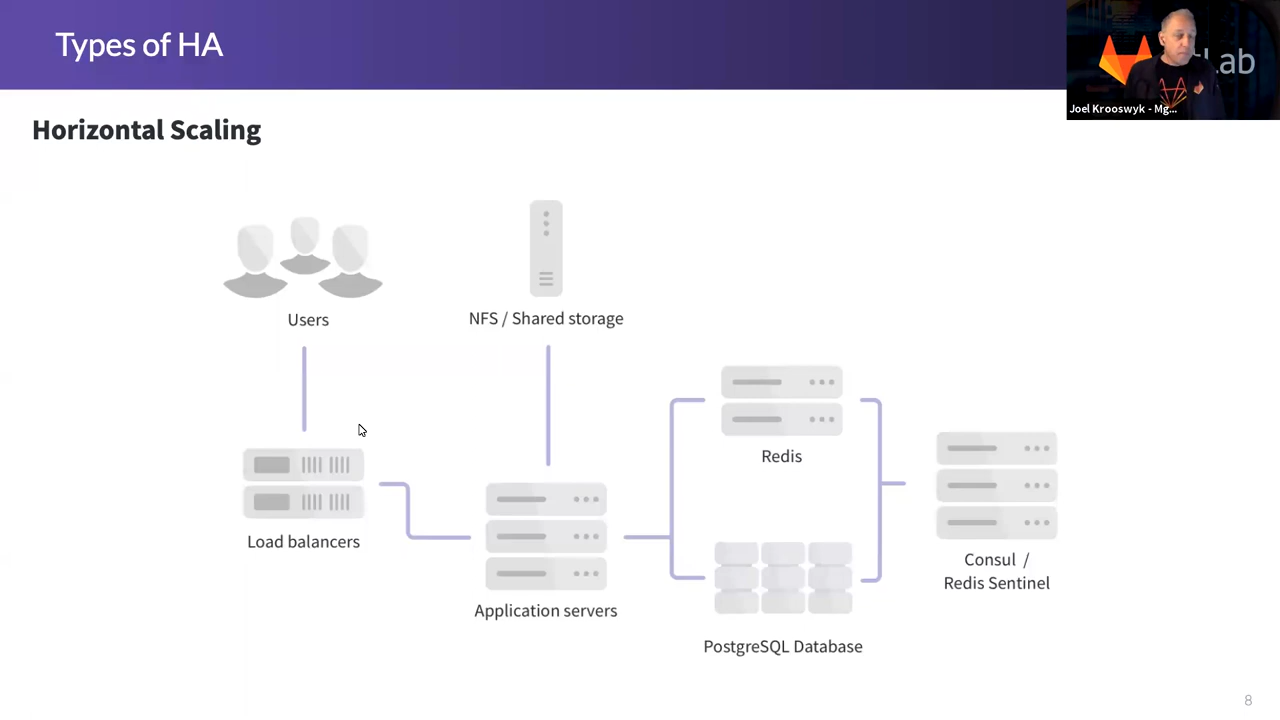 Types of HA
Lab
Joel Krooswyk - Mg...
Horizontal Scaling
Users
NFS / Shared storage
Redis
Load balancers
Application servers
Consul /
Redis Sentinel
PostgreSQL Database
8